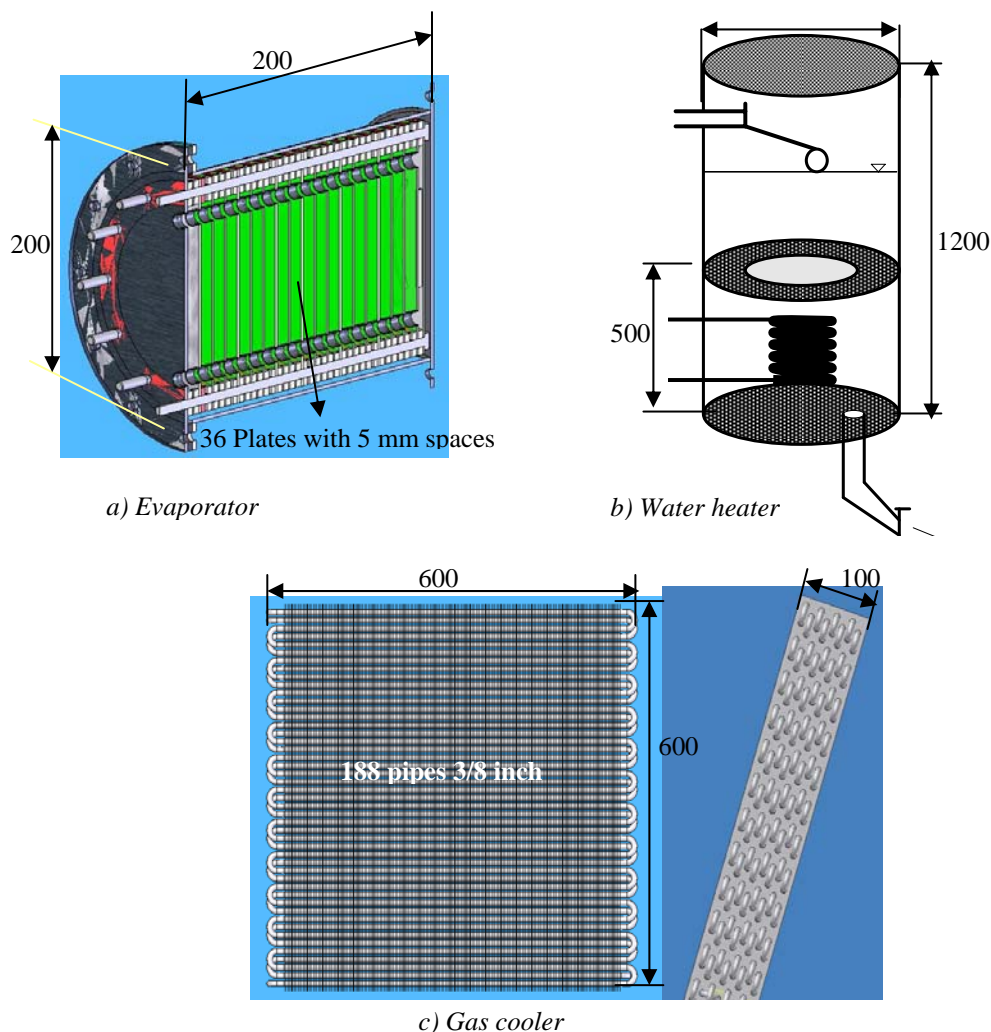 200
200
36 Plates with 5 mm spaces
a) Evaporator
1200
500
b) Water heater
600
100
600
188 pipes 3/8 inch
c) Gas cooler